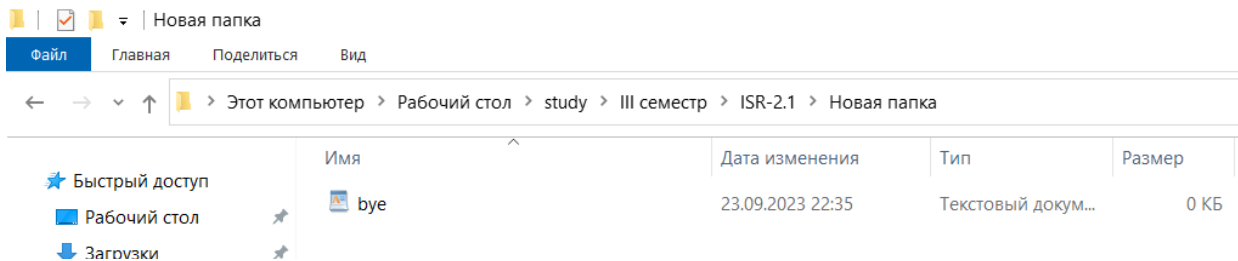 Новая папка
Файл Главная Поделиться Вид
Этот компьютер > Рабочий стол > study > III семестр > ISR-2.1 > Новая папка
Имя Дата изменения Тип Размер
Быстрый доступ
bye 23.09.2023 22:35 Текстовый докум... 0 КБ
Рабочий стол
Загрузки